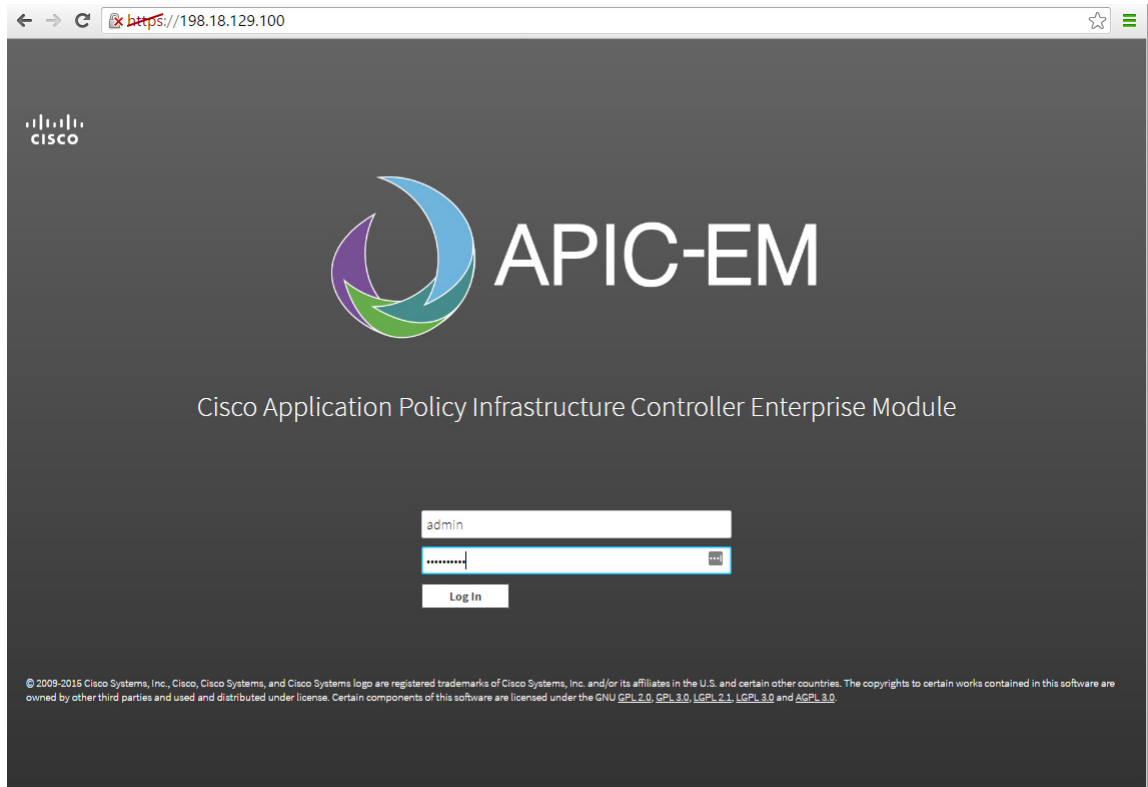 https://198.18.129.100
CISCO
APIC-EM
Cisco Application Policy Infrastructure Controller Enterprise Module
admin
••••••••••
Log In
© 2009-2015 Cisco Systems, Inc., Cisco, Cisco Systems, and Cisco Systems logo are registered trademarks of Cisco Systems, Inc. and/or its affiliates in the U.S. and certain other countries. The copyrights to certain works contained in this software are
owned by other third parties and used and distributed under license. Certain components of this software are licensed under the GNU GPL 2.0, GPL 3.0, LGPL 2.1, LGPL 3.0 and AGPL 3.0.